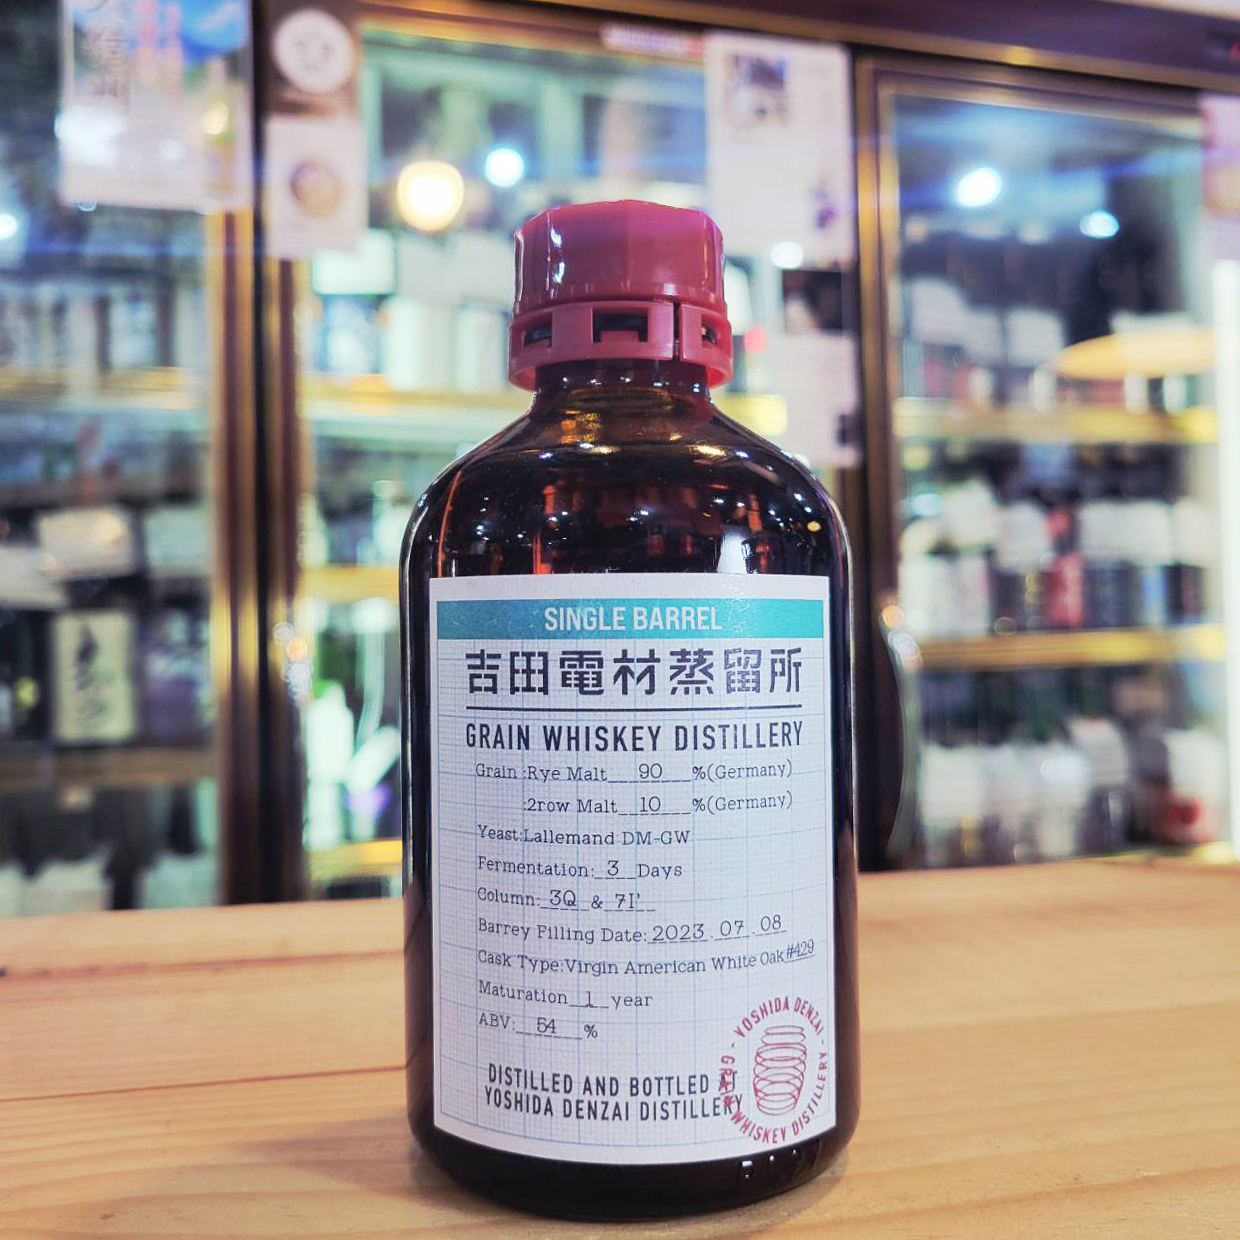 SINGLE BARREL
吉田電材蒸留所
GRAIN WHISKEY DISTILLERY
Grain :Rye Malt 90 %(Germany)
:2row Malt 10 %(Germany)
Yeast:Lallemand DM-GW
Fermentation: 3 Days
Column: 3Q & 7I'
Barrey Filling Date: 2023.07.08
Cask Type:Virgin American White Oak #429
Maturation 1 year
ABV: 54 %
DISTILLED AND BOTTLED AT
YOSHIDA DENZAI DISTILLERY
YOSHIDA DENZAI - GRAIN WHISKEY DISTILLERY -